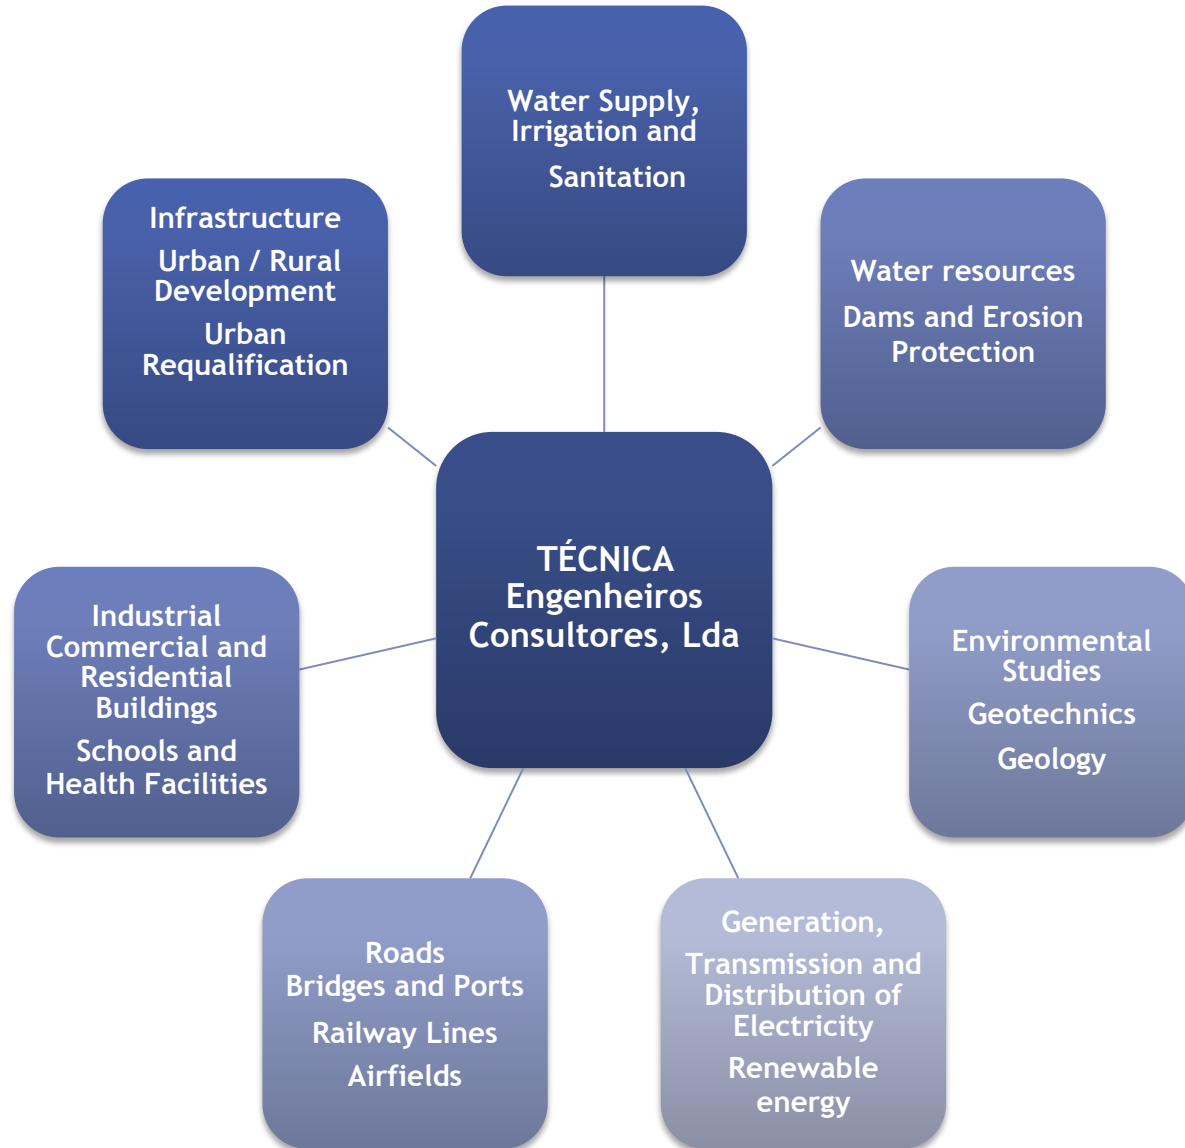 Water Supply,
Irrigation and
Sanitation
Infrastructure
Urban / Rural
Development
Urban
Requalification
Water resources
Dams and Erosion
Protection
TÉCNICA
Engenheiros
Consultores, Lda
Industrial
Commercial and
Residential
Buildings
Schools and
Health Facilities
Environmental
Studies
Geotechnics
Geology
Roads
Bridges and Ports
Railway Lines
Airfields
Generation,
Transmission and
Distribution of
Electricity
Renewable
energy